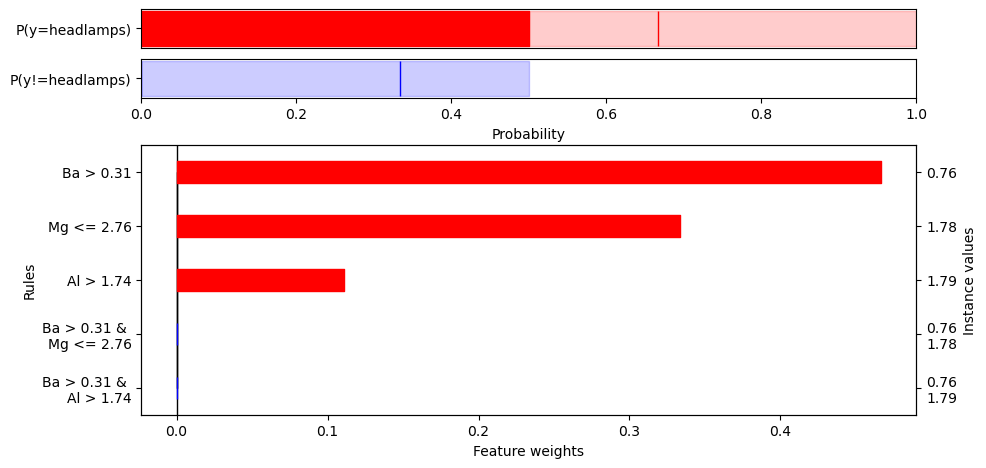 P(y=headlamps)
P(y!=headlamps)
0.0 0.2 0.4 0.6 0.8 1.0
Probability
Rules
Ba > 0.31
0.76
Mg <= 2.76
1.78
Al > 1.74
1.79
Ba > 0.31 &
Mg <= 2.76
0.76
1.78
Ba > 0.31 &
Al > 1.74
0.76
1.79
Instance values
0.0 0.1 0.2 0.3 0.4
Feature weights